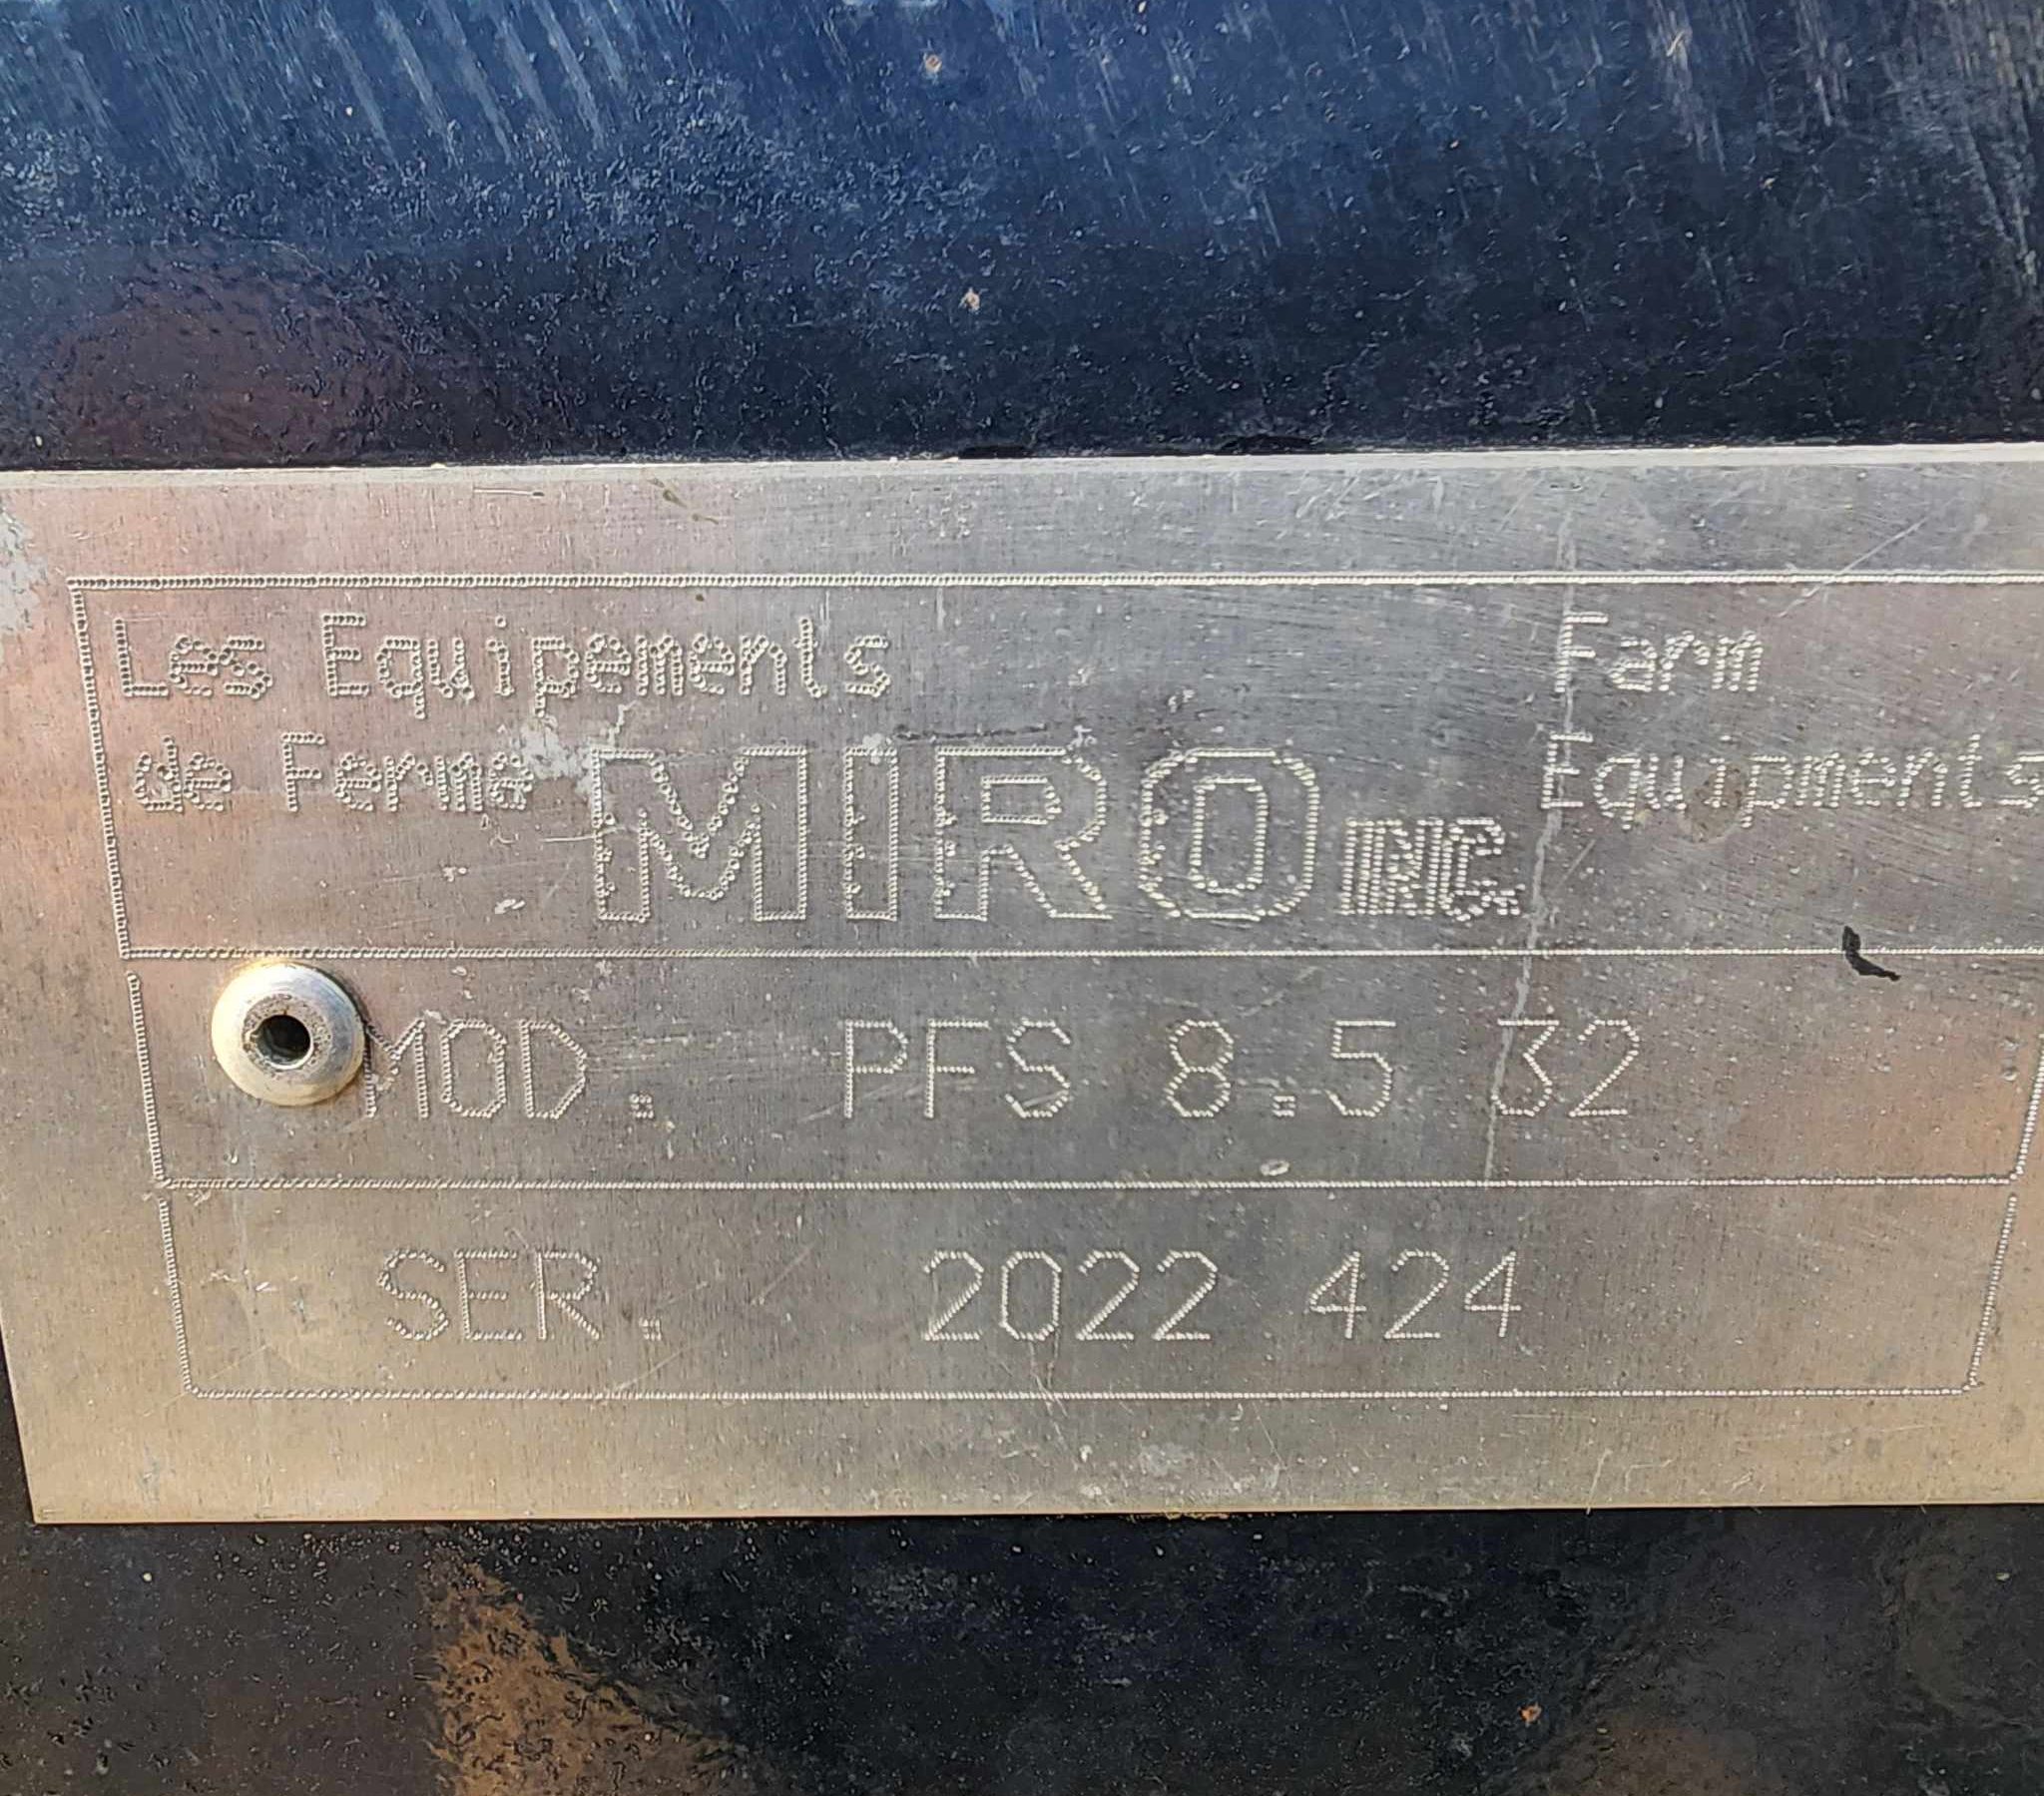 Les Equipements
de Ferme MIRO INC. Farm
Equipments
MOD. PFS 8.5 32
SER. 2022 424